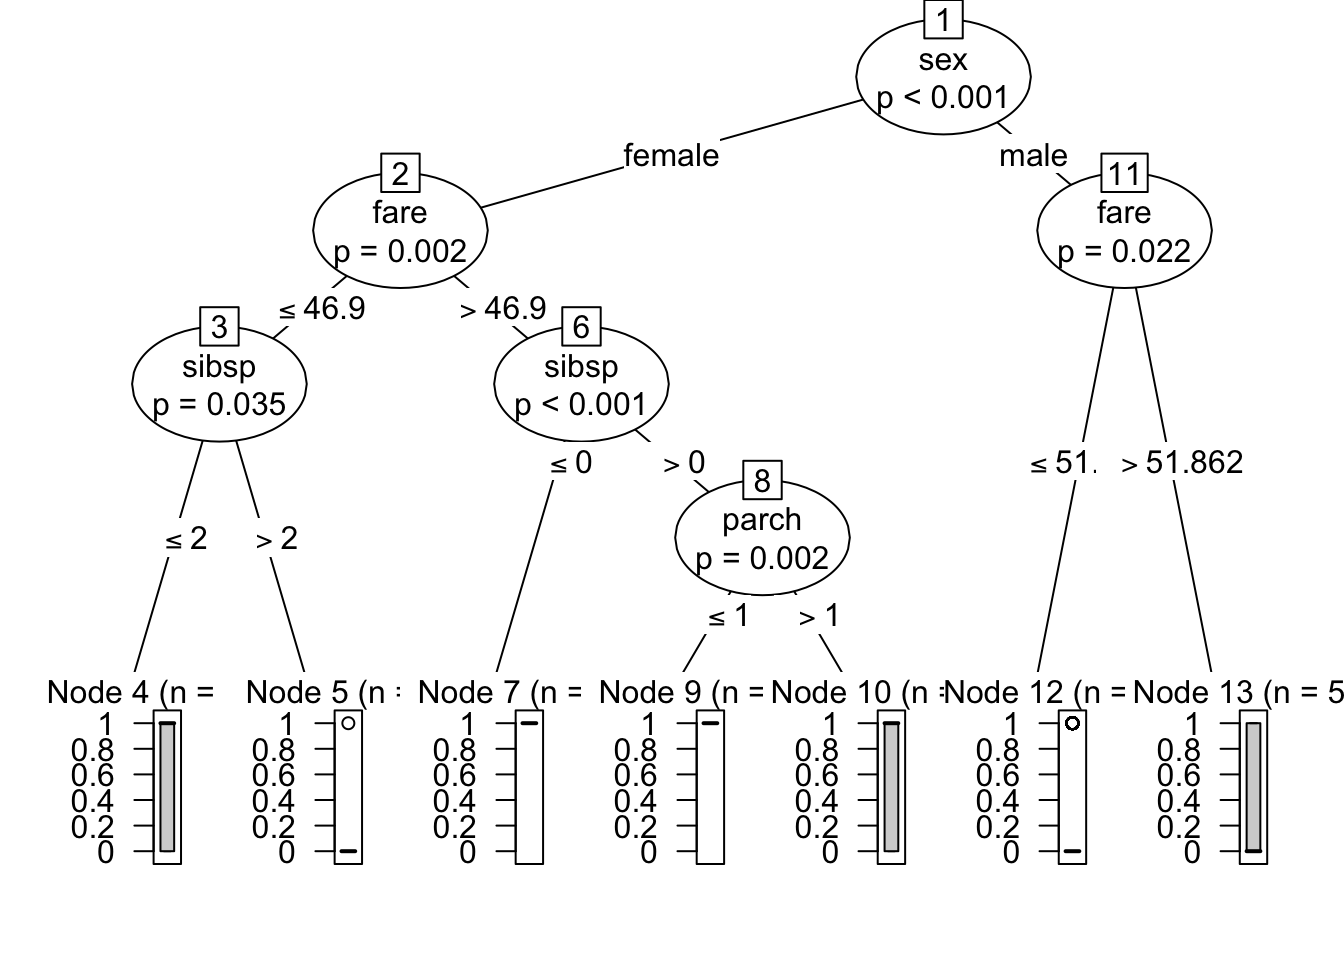 1
sex
p < 0.001
female
male
2
fare
p = 0.002
11
fare
p = 0.022
≤ 46.9
> 46.9
3
sibsp
p = 0.035
6
sibsp
p < 0.001
≤ 0
> 0
≤ 51.
> 51.862
8
parch
p = 0.002
≤ 2
> 2
≤ 1
> 1
Node 4 (n =
Node 5 (n
Node 7 (n =
Node 9 (n =
Node 10 (n
Node 12 (n =
Node 13 (n = 5
1
0.8
0.6
0.4
0.2
0
1
0.8
0.6
0.4
0.2
0
1
0.8
0.6
0.4
0.2
0
1
0.8
0.6
0.4
0.2
0
1
0.8
0.6
0.4
0.2
0
1
0.8
0.6
0.4
0.2
0
1
0.8
0.6
0.4
0.2
0